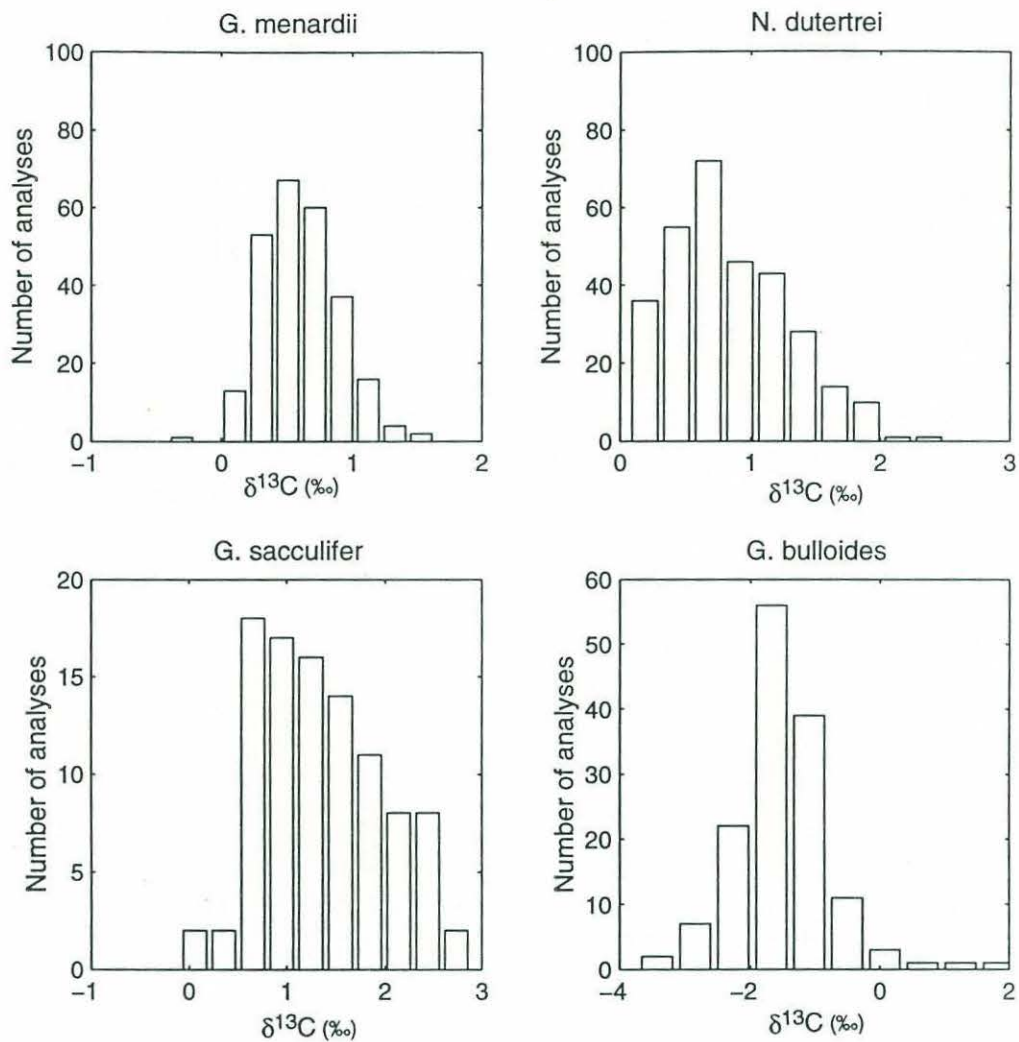 G. menardii
100
80
60
40
20
0
Number of analyses
−1 0 1 2
δ¹³C (‰)
N. dutertrei
100
80
60
40
20
0
Number of analyses
0 1 2 3
δ¹³C (‰)
G. sacculifer
20
15
10
5
0
Number of analyses
−1 0 1 2 3
δ¹³C (‰)
G. bulloides
60
50
40
30
20
10
0
Number of analyses
−4 −2 0 2
δ¹³C (‰)